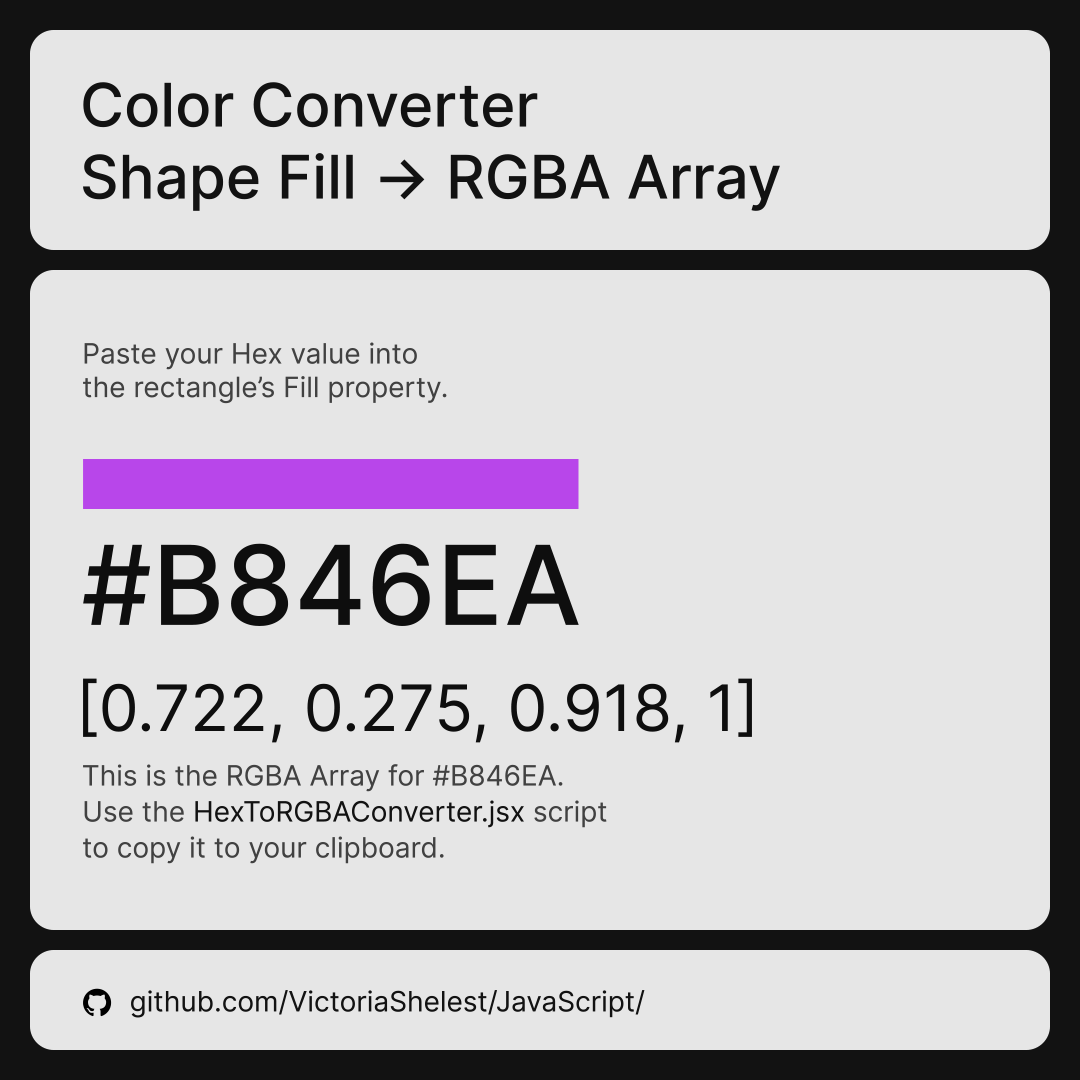 Color Converter
Shape Fill → RGBA Array
Paste your Hex value into
the rectangle’s Fill property.
#B846EA
[0.722, 0.275, 0.918, 1]
This is the RGBA Array for #B846EA.
Use the HexToRGBAConverter.jsx script
to copy it to your clipboard.
github.com/VictoriaShelest/JavaScript/